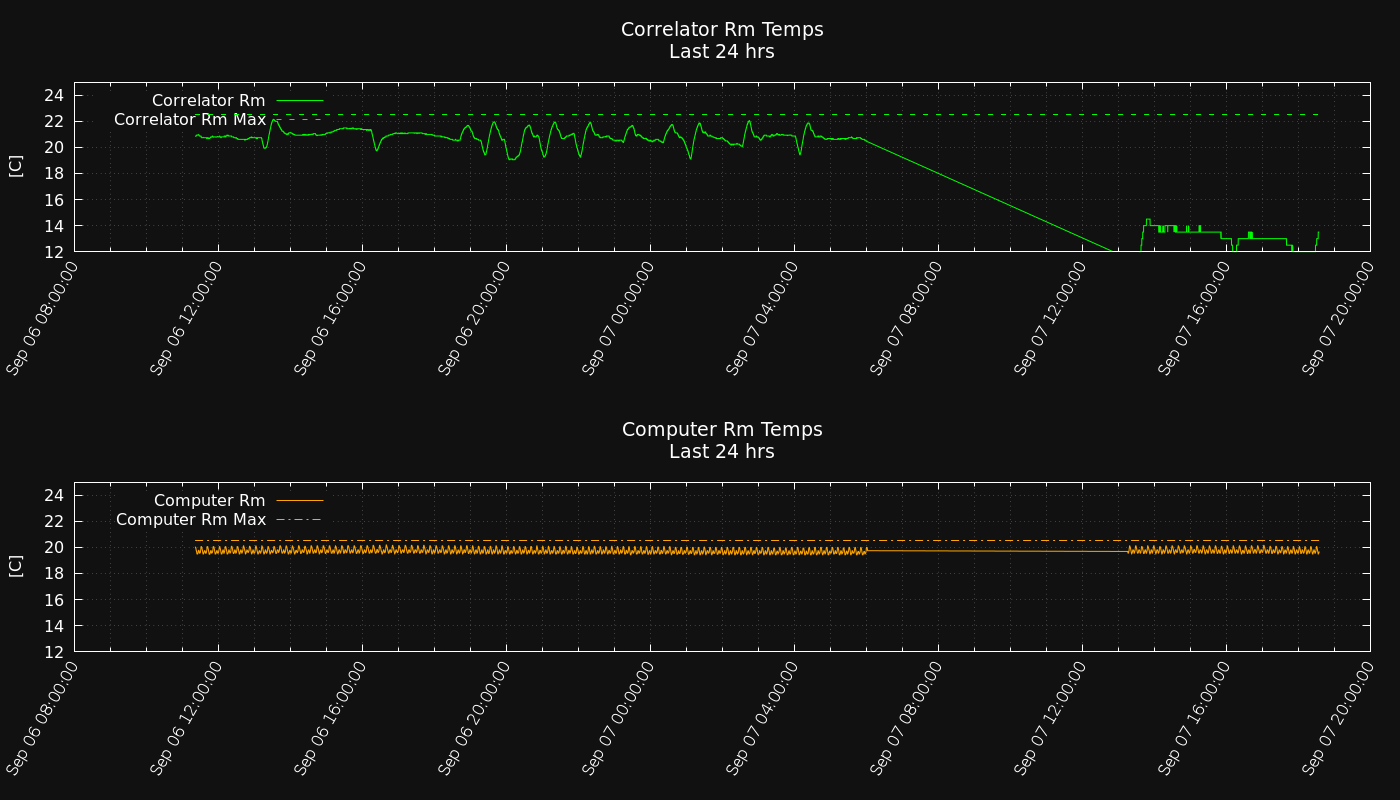 Correlator Rm Temps
Last 24 hrs
Correlator Rm
Correlator Rm Max
[C]
24
22
20
18
16
14
12
Sep 06 08:00:00
Sep 06 12:00:00
Sep 06 16:00:00
Sep 06 20:00:00
Sep 07 00:00:00
Sep 07 04:00:00
Sep 07 08:00:00
Sep 07 12:00:00
Sep 07 16:00:00
Sep 07 20:00:00
Computer Rm Temps
Last 24 hrs
Computer Rm
Computer Rm Max
[C]
24
22
20
18
16
14
12
Sep 06 08:00:00
Sep 06 12:00:00
Sep 06 16:00:00
Sep 06 20:00:00
Sep 07 00:00:00
Sep 07 04:00:00
Sep 07 08:00:00
Sep 07 12:00:00
Sep 07 16:00:00
Sep 07 20:00:00